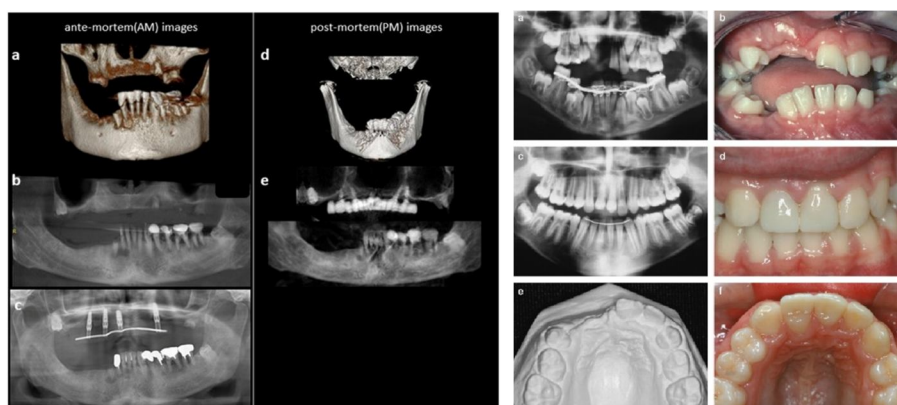 ante-mortem(AM) images
post-mortem(PM) images
a
d
b
e
c
a
b
c
d
e
f